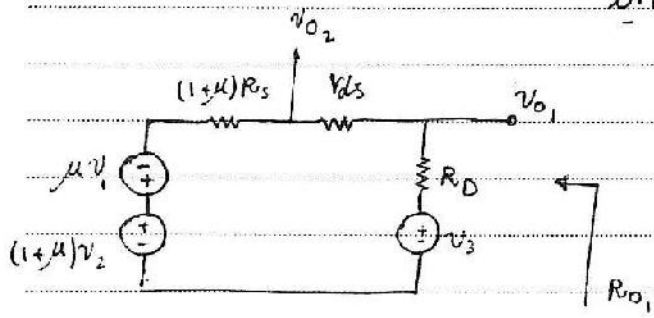 v_{O_2}
(1+μ)R_S
r_{ds}
v_{O_1}
- +
μv_1
R_D
+ -
(1+μ)v_2
±
v_3
R_{O_1}